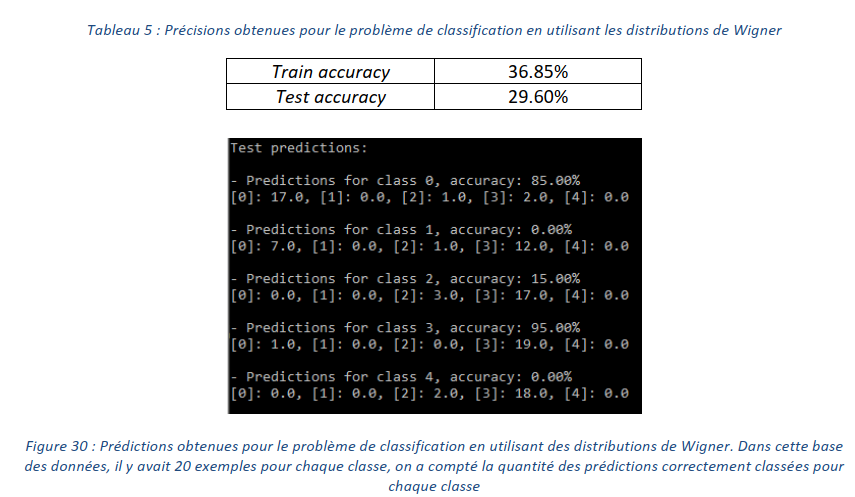 Tableau 5 : Précisions obtenues pour le problème de classification en utilisant les distributions de Wigner
Train accuracy 36.85%
Test accuracy 29.60%
Test predictions:
- Predictions for class 0, accuracy: 85.00%
[0]: 17.0, [1]: 0.0, [2]: 1.0, [3]: 2.0, [4]: 0.0
- Predictions for class 1, accuracy: 0.00%
[0]: 7.0, [1]: 0.0, [2]: 1.0, [3]: 12.0, [4]: 0.0
- Predictions for class 2, accuracy: 15.00%
[0]: 0.0, [1]: 0.0, [2]: 3.0, [3]: 17.0, [4]: 0.0
- Predictions for class 3, accuracy: 95.00%
[0]: 1.0, [1]: 0.0, [2]: 0.0, [3]: 19.0, [4]: 0.0
- Predictions for class 4, accuracy: 0.00%
[0]: 0.0, [1]: 0.0, [2]: 2.0, [3]: 18.0, [4]: 0.0
Figure 30 : Prédictions obtenues pour le problème de classification en utilisant des distributions de Wigner. Dans cette base
des données, il y avait 20 exemples pour chaque classe, on a compté la quantité des prédictions correctement classées pour
chaque classe